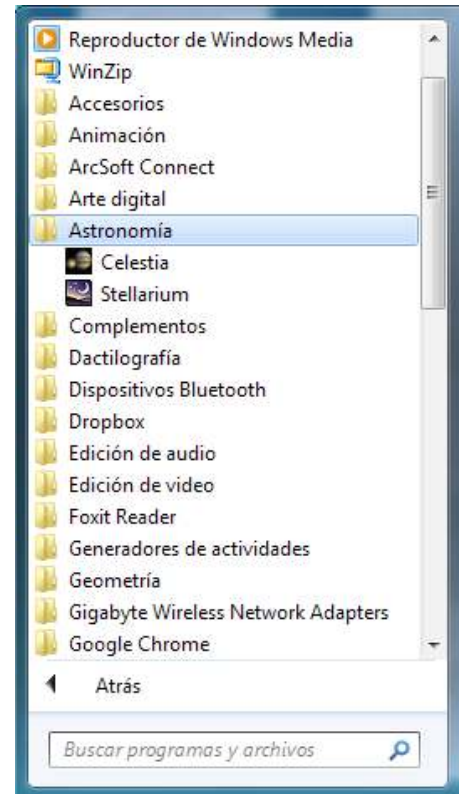 Reproductor de Windows Media
WinZip
Accesorios
Animación
ArcSoft Connect
Arte digital
Astronomía
Celestia
Stellarium
Complementos
Dactilografía
Dispositivos Bluetooth
Dropbox
Edición de audio
Edición de video
Foxit Reader
Generadores de actividades
Geometría
Gigabyte Wireless Network Adapters
Google Chrome
Atrás
Buscar programas y archivos